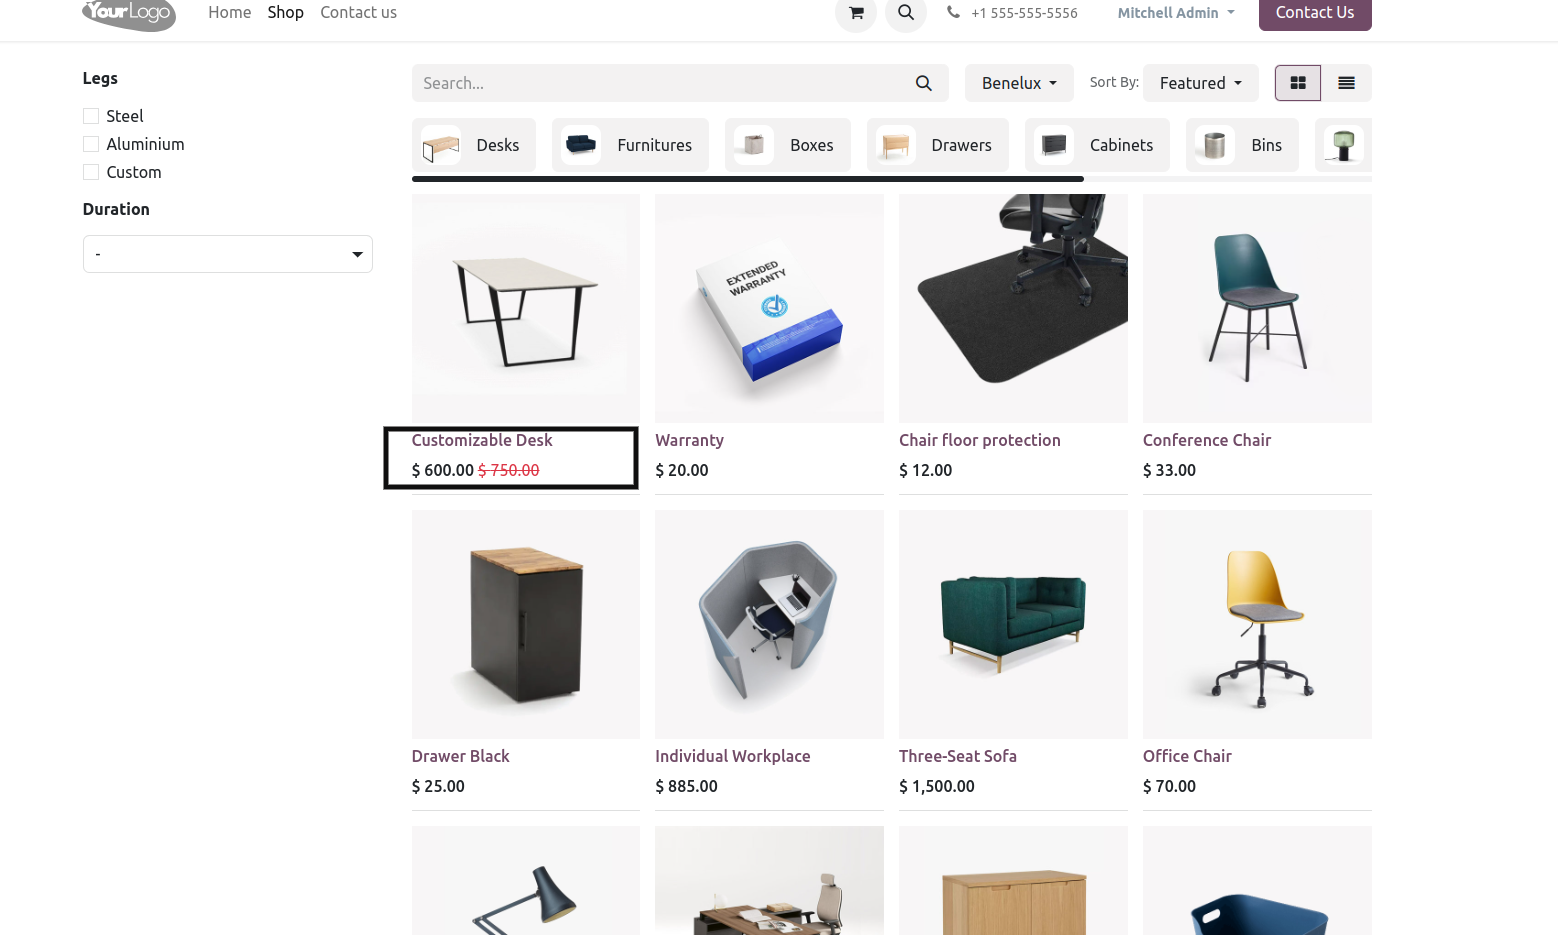 YourLogo
Home Shop Contact us
+1 555-555-5556
Mitchell Admin
Contact Us
Legs
Steel
Aluminium
Custom
Duration
-
Search...
Benelux
Sort By: Featured
Desks
Furnitures
Boxes
Drawers
Cabinets
Bins
EXTENDED
WARRANTY
Customizable Desk
$ 600.00 $ 750.00
Warranty
$ 20.00
Chair floor protection
$ 12.00
Conference Chair
$ 33.00
Drawer Black
$ 25.00
Individual Workplace
$ 885.00
Three-Seat Sofa
$ 1,500.00
Office Chair
$ 70.00